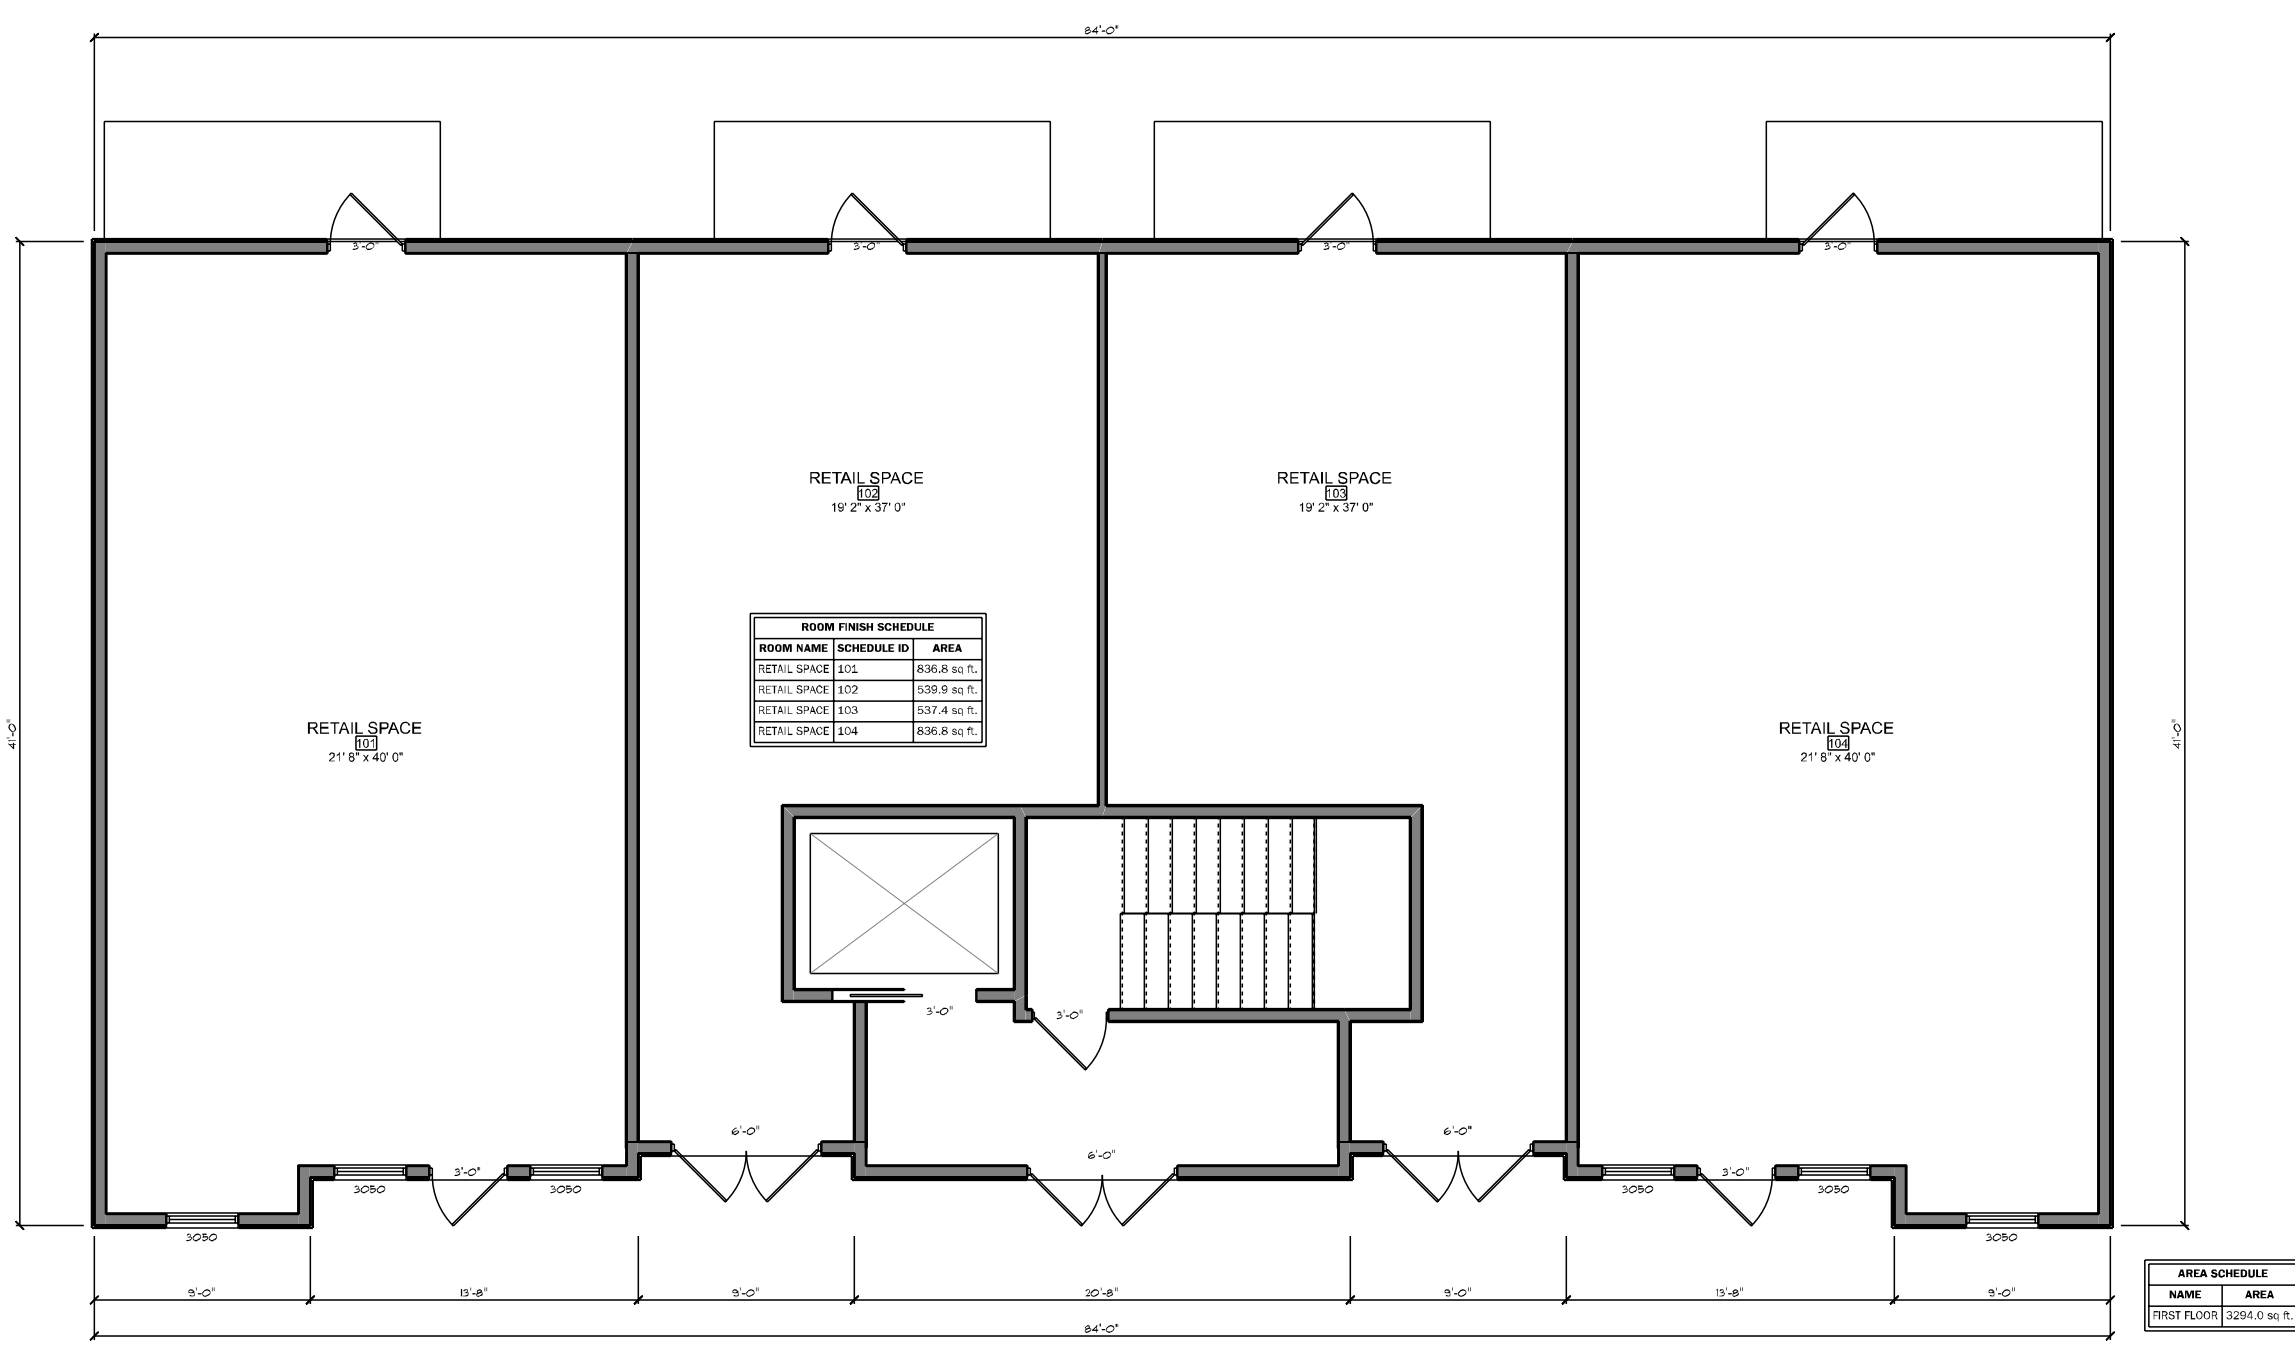 84'-0"
3'-0"
3'-0"
3'-0"
3'-0"
RETAIL SPACE
102
19' 2" x 37' 0"
RETAIL SPACE
103
19' 2" x 37' 0"
ROOM FINISH SCHEDULE
ROOM NAME SCHEDULE ID AREA
RETAIL SPACE 101 836.8 sq ft.
RETAIL SPACE 102 539.9 sq ft.
RETAIL SPACE 103 537.4 sq ft.
RETAIL SPACE 104 836.8 sq ft.
41'-0"
RETAIL SPACE
101
21' 8" x 40' 0"
RETAIL SPACE
104
21' 8" x 40' 0"
41'-0"
3'-0"
3'-0"
6'-0"
6'-0"
6'-0"
3'-0"
3'-0"
3050
3050
3050
3050
3050
3050
9'-0"
13'-8"
9'-0"
20'-8"
9'-0"
13'-8"
9'-0"
84'-0"
AREA SCHEDULE
NAME AREA
FIRST FLOOR 3294.0 sq ft.